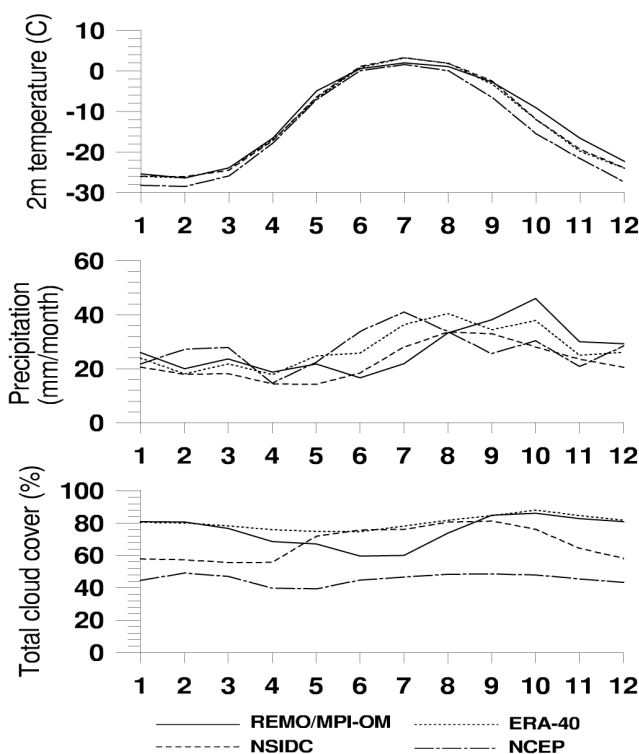 2m temperature (C)
10
0
-10
-20
-30
1 2 3 4 5 6 7 8 9 10 11 12
Precipitation
(mm/month)
60
40
20
0
1 2 3 4 5 6 7 8 9 10 11 12
Total cloud cover (%)
100
80
60
40
20
0
1 2 3 4 5 6 7 8 9 10 11 12
REMO/MPI-OM ERA-40
NSIDC NCEP